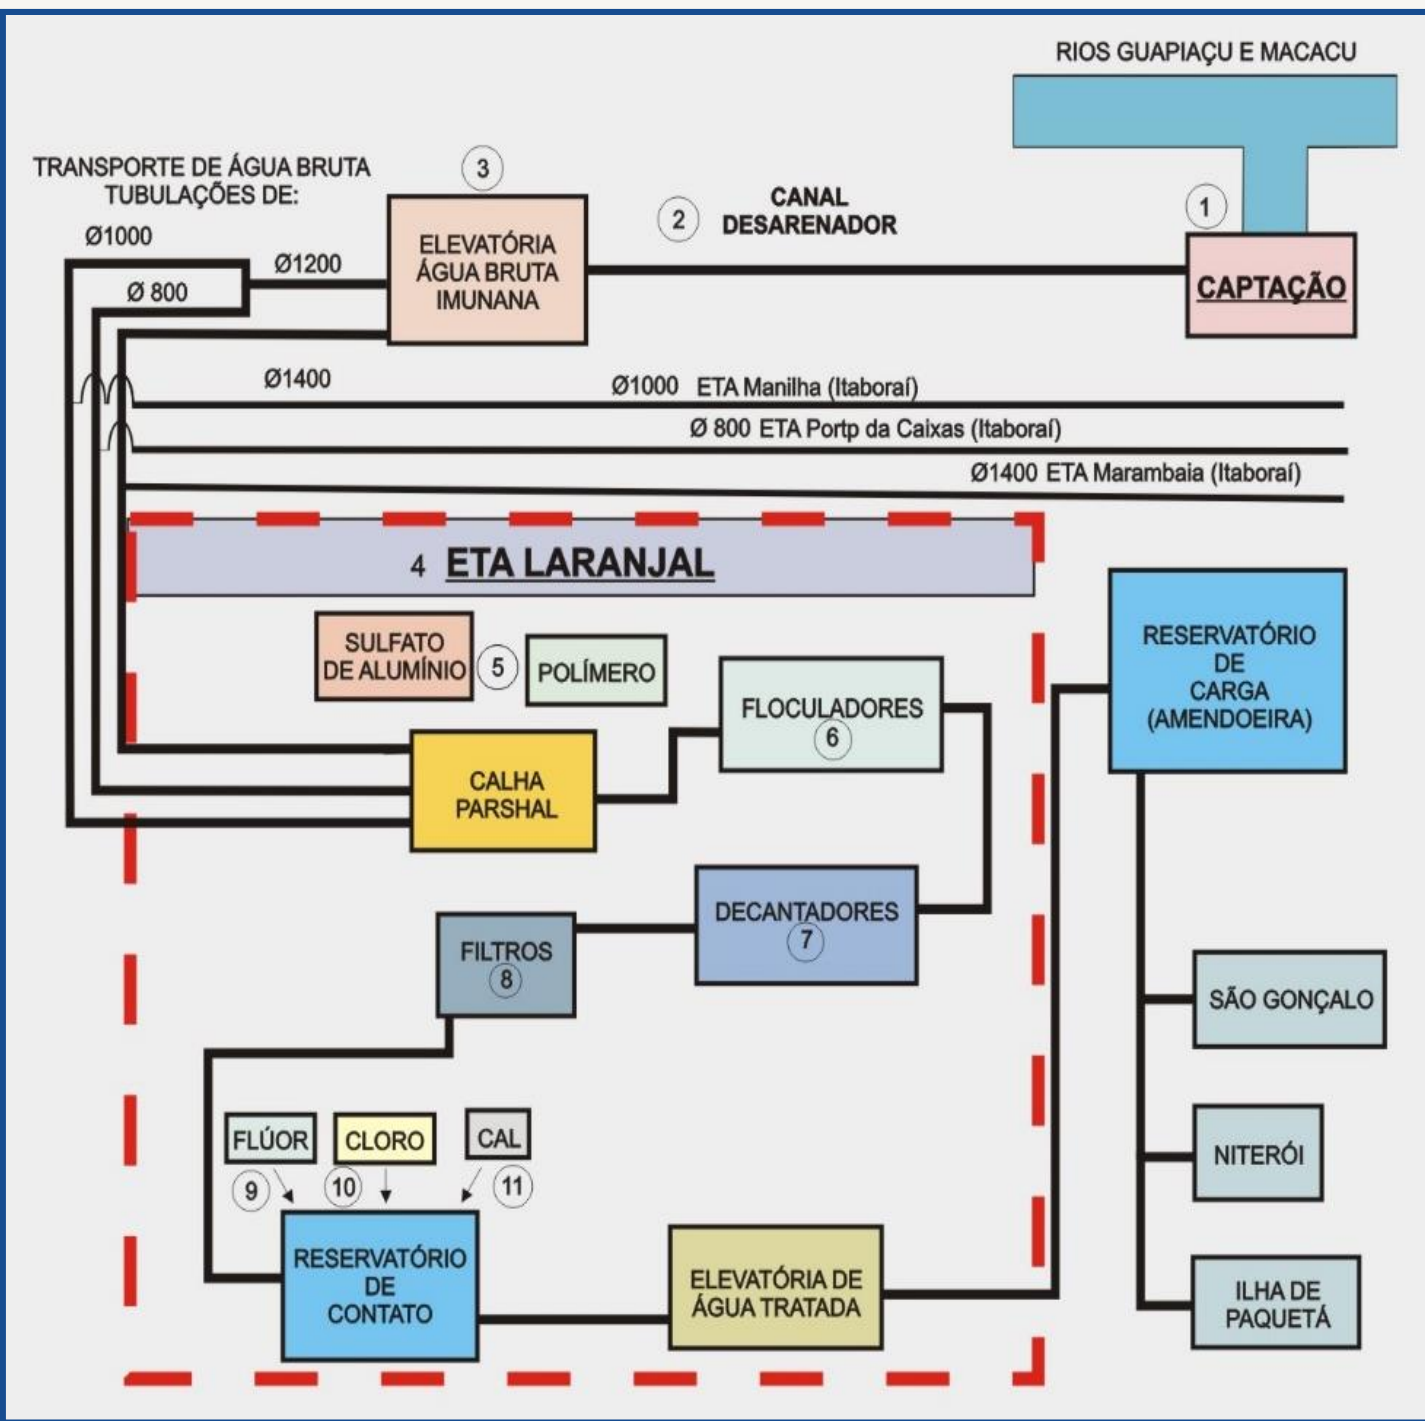 RIOS GUAPIAÇU E MACACU
TRANSPORTE DE ÁGUA BRUTA
TUBULAÇÕES DE:
3
2
CANAL
DESARENADOR
1
Ø1000
Ø1200
Ø 800
ELEVATÓRIA
ÁGUA BRUTA
IMUNANA
CAPTAÇÃO
Ø1400
Ø1000 ETA Manilha (Itaboraí)
Ø 800 ETA Portp da Caixas (Itaboraí)
Ø1400 ETA Marambaia (Itaboraí)
4 ETA LARANJAL
SULFATO
DE ALUMÍNIO
5
POLÍMERO
FLOCULADORES
6
RESERVATÓRIO
DE
CARGA
(AMENDOEIRA)
CALHA
PARSHAL
DECANTADORES
7
FILTROS
8
SÃO GONÇALO
FLÚOR
CLORO
CAL
9
10
11
NITERÓI
RESERVATÓRIO
DE
CONTATO
ELEVATÓRIA DE
ÁGUA TRATADA
ILHA DE
PAQUETÁ